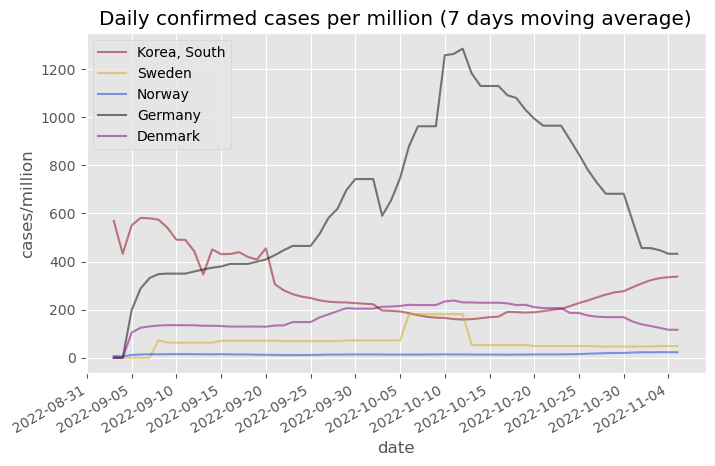 Daily confirmed cases per million (7 days moving average)
Korea, South
Sweden
Norway
Germany
Denmark
1200
1000
800
600
400
200
0
cases/million
2022-08-31
2022-09-05
2022-09-10
2022-09-15
2022-09-20
2022-09-25
2022-09-30
2022-10-05
2022-10-10
2022-10-15
2022-10-20
2022-10-25
2022-10-30
2022-11-04
date